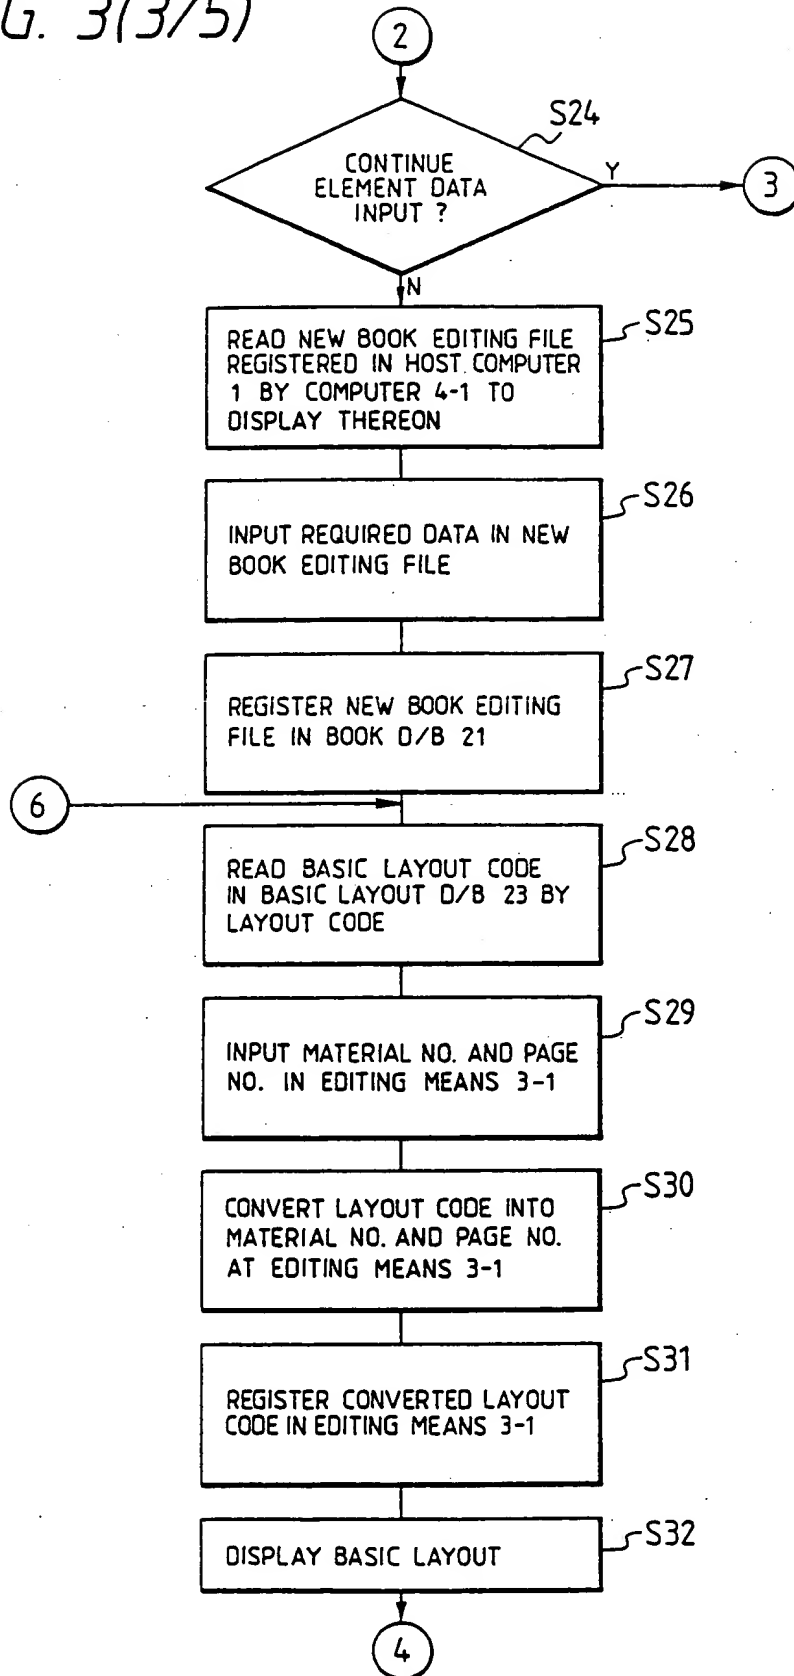 G. 3(3/5)
2
S24
CONTINUE
ELEMENT DATA
INPUT ?
Y
3
N
S25
READ NEW BOOK EDITING FILE
REGISTERED IN HOST COMPUTER
1 BY COMPUTER 4-1 TO
DISPLAY THEREON
S26
INPUT REQUIRED DATA IN NEW
BOOK EDITING FILE
S27
REGISTER NEW BOOK EDITING
FILE IN BOOK D/B 21
6
S28
READ BASIC LAYOUT CODE
IN BASIC LAYOUT D/B 23 BY
LAYOUT CODE
S29
INPUT MATERIAL NO. AND PAGE
NO. IN EDITING MEANS 3-1
S30
CONVERT LAYOUT CODE INTO
MATERIAL NO. AND PAGE NO.
AT EDITING MEANS 3-1
S31
REGISTER CONVERTED LAYOUT
CODE IN EDITING MEANS 3-1
S32
DISPLAY BASIC LAYOUT
4